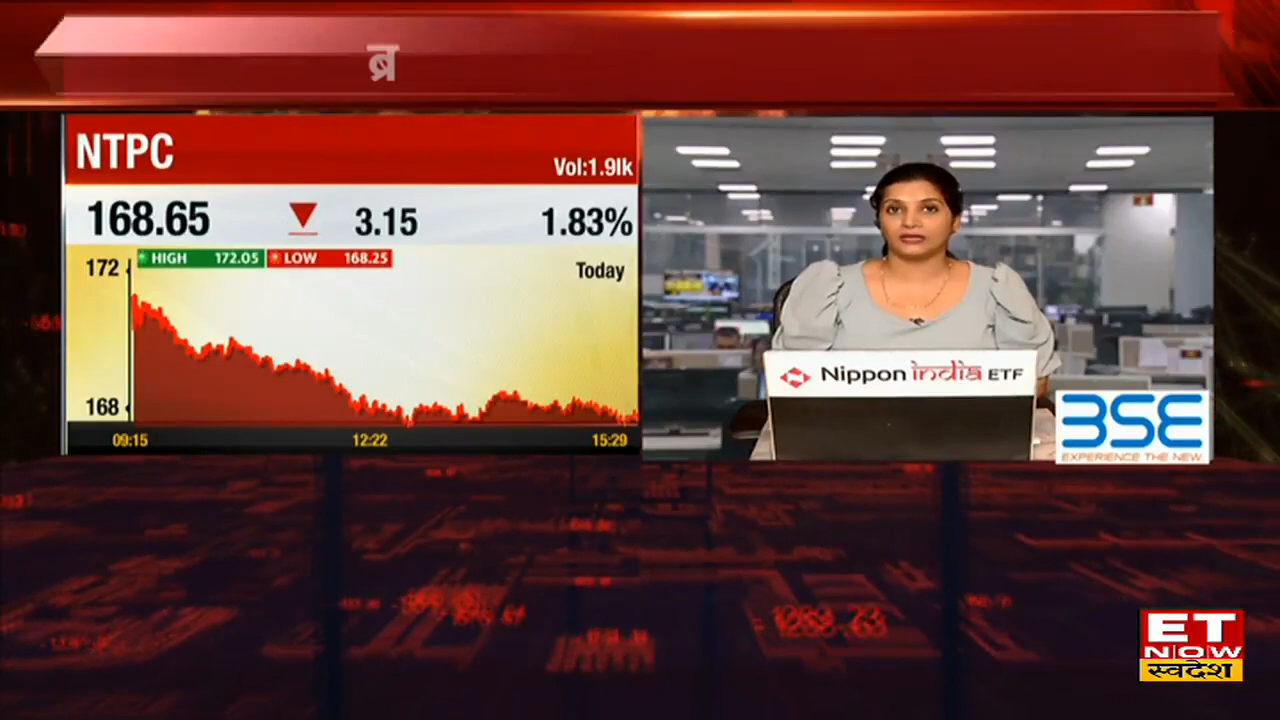 ब्र
NTPC
Vol:1.9lk
168.65 3.15 1.83%
HIGH 172.05 LOW 168.25
172
Today
168
09:15 12:22 15:29
Nippon india ETF
BSE
EXPERIENCE THE NEW
ET
NOW
स्वदेश